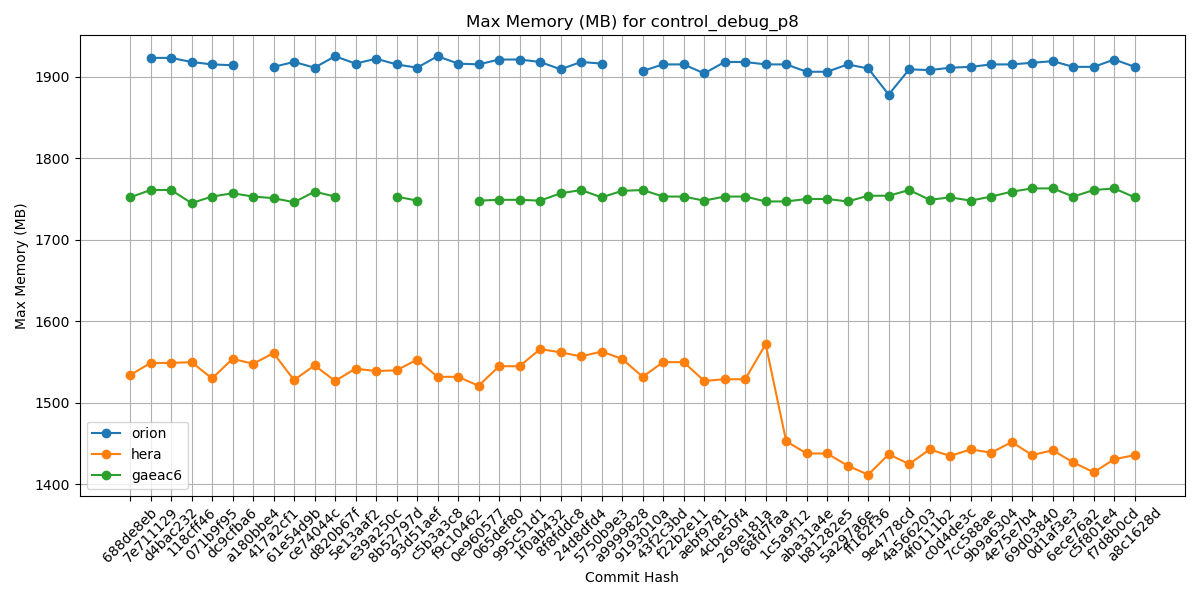 Max Memory (MB) for control_debug_p8
Max Memory (MB)
1900
1800
1700
1600
1500
1400
orion
hera
gaeac6
688de8eb
7e711129
d4bac232
118cff46
071b9f95
dc9cfba6
a180bbe4
417a2cf1
61e54d9b
ce74044c
d820b67f
5e13aaf2
e39a250c
8b52797d
93d51aef
c5b3a3c8
f9c10462
0e960577
065def80
995c51d1
1f0ab432
8f8fddc8
24d8dfd4
5750b9e3
a9999828
9193010a
43f2c3bd
f22b2e11
aebf9781
4cbe50f4
269e181a
68fd7faa
1c5a9f12
aba31a4e
b81282e5
5a297a6e
ff162f36
9e4778cd
4a566203
4f0111b2
c0d4de3c
7cc588ae
9b9a6304
4e75e7b4
69d03840
0d1af3e3
6ece76a2
c5f801e4
f7d8b0cd
a8c1628d
Commit Hash